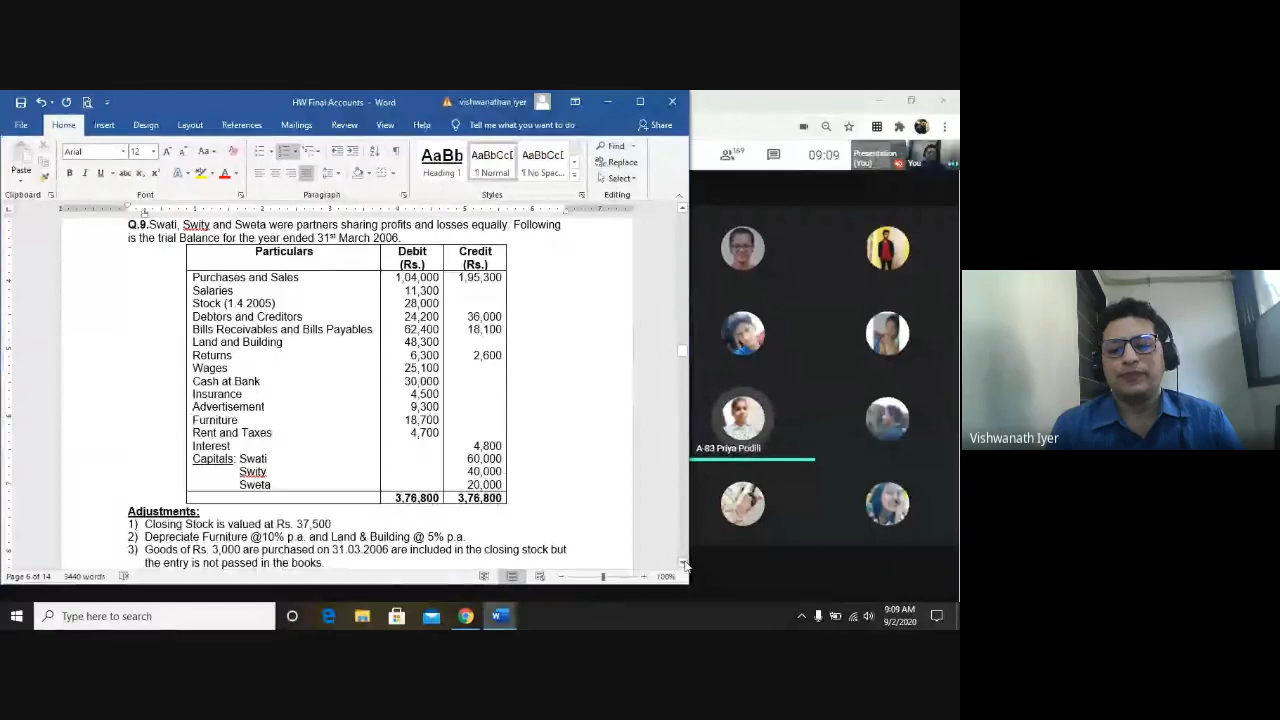 HW Final Accounts - Word
vishwanathan iyer
File Home Insert Design Layout References Mailings Review View Help Tell me what you want to do Share
Paste
Arial 12
B I U abc X₂ X²
AaBb AaBbCcD AaBbCcD
Heading 1 ¶ Normal ¶ No Spac...
Find
Replace
Select
Clipboard Font Paragraph Styles Editing
Q.9.Swati, Swity and Sweta were partners sharing profits and losses equally. Following
is the trial Balance for the year ended 31st March 2006.
Particulars Debit (Rs.) Credit (Rs.)
Purchases and Sales 1,04,000 1,95,300
Salaries 11,300
Stock (1.4.2005) 28,000
Debtors and Creditors 24,200 36,000
Bills Receivables and Bills Payables 62,400 18,100
Land and Building 48,300
Returns 6,300 2,600
Wages 25,100
Cash at Bank 30,000
Insurance 4,500
Advertisement 9,300
Furniture 18,700
Rent and Taxes 4,700
Interest 4,800
Capitals: Swati 60,000
Swity 40,000
Sweta 20,000
3,76,800 3,76,800
Adjustments:
1) Closing Stock is valued at Rs. 37,500
2) Depreciate Furniture @10% p.a. and Land & Building @ 5% p.a.
3) Goods of Rs. 3,000 are purchased on 31.03.2006 are included in the closing stock but
the entry is not passed in the books.
Page 6 of 14 3440 words 100%
169 09:09 Presentation (You) You
A 83 Priya Podili
Vishwanath Iyer
Type here to search
9:09 AM
9/2/2020